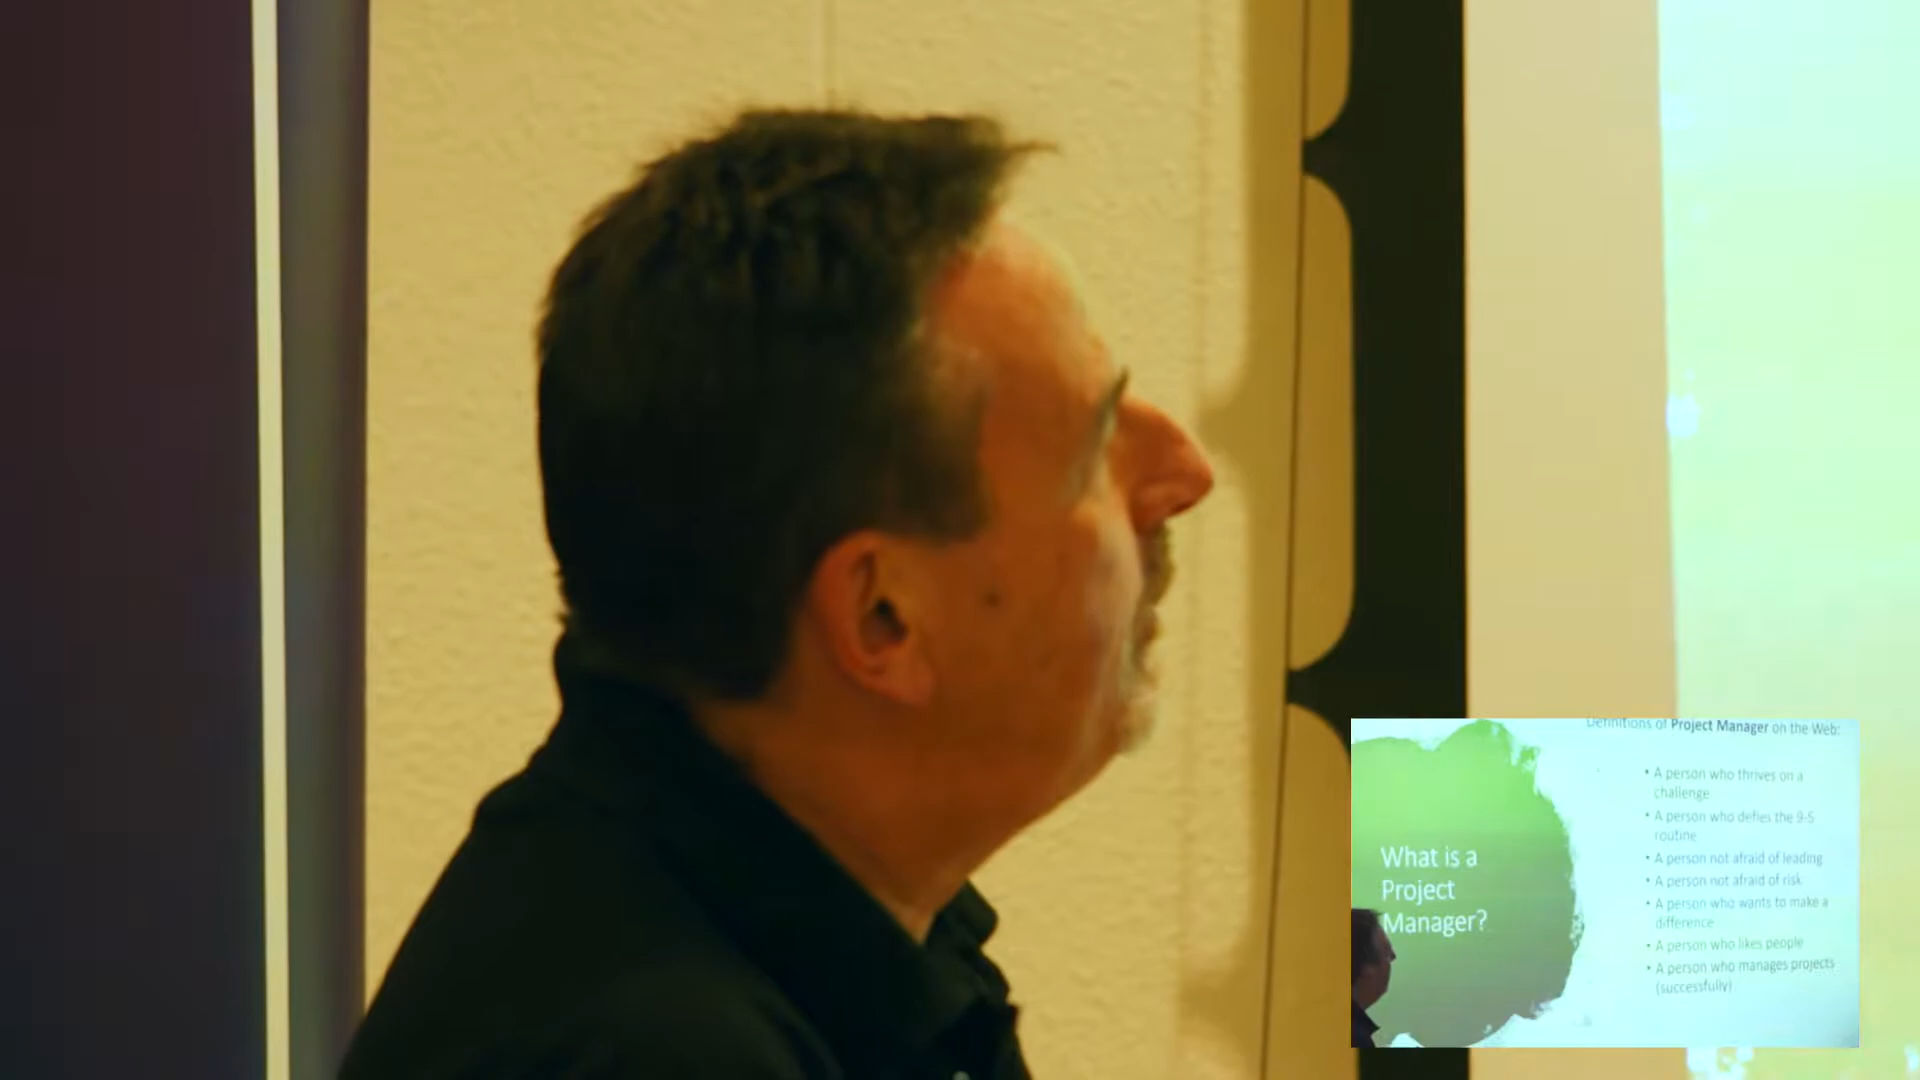 Definitions of Project Manager on the Web:
What is a
Project
Manager?
• A person who thrives on a
challenge
• A person who defies the 9-5
routine
• A person not afraid of leading
• A person not afraid of risk
• A person who wants to make a
difference
• A person who likes people
• A person who manages projects
(successfully)